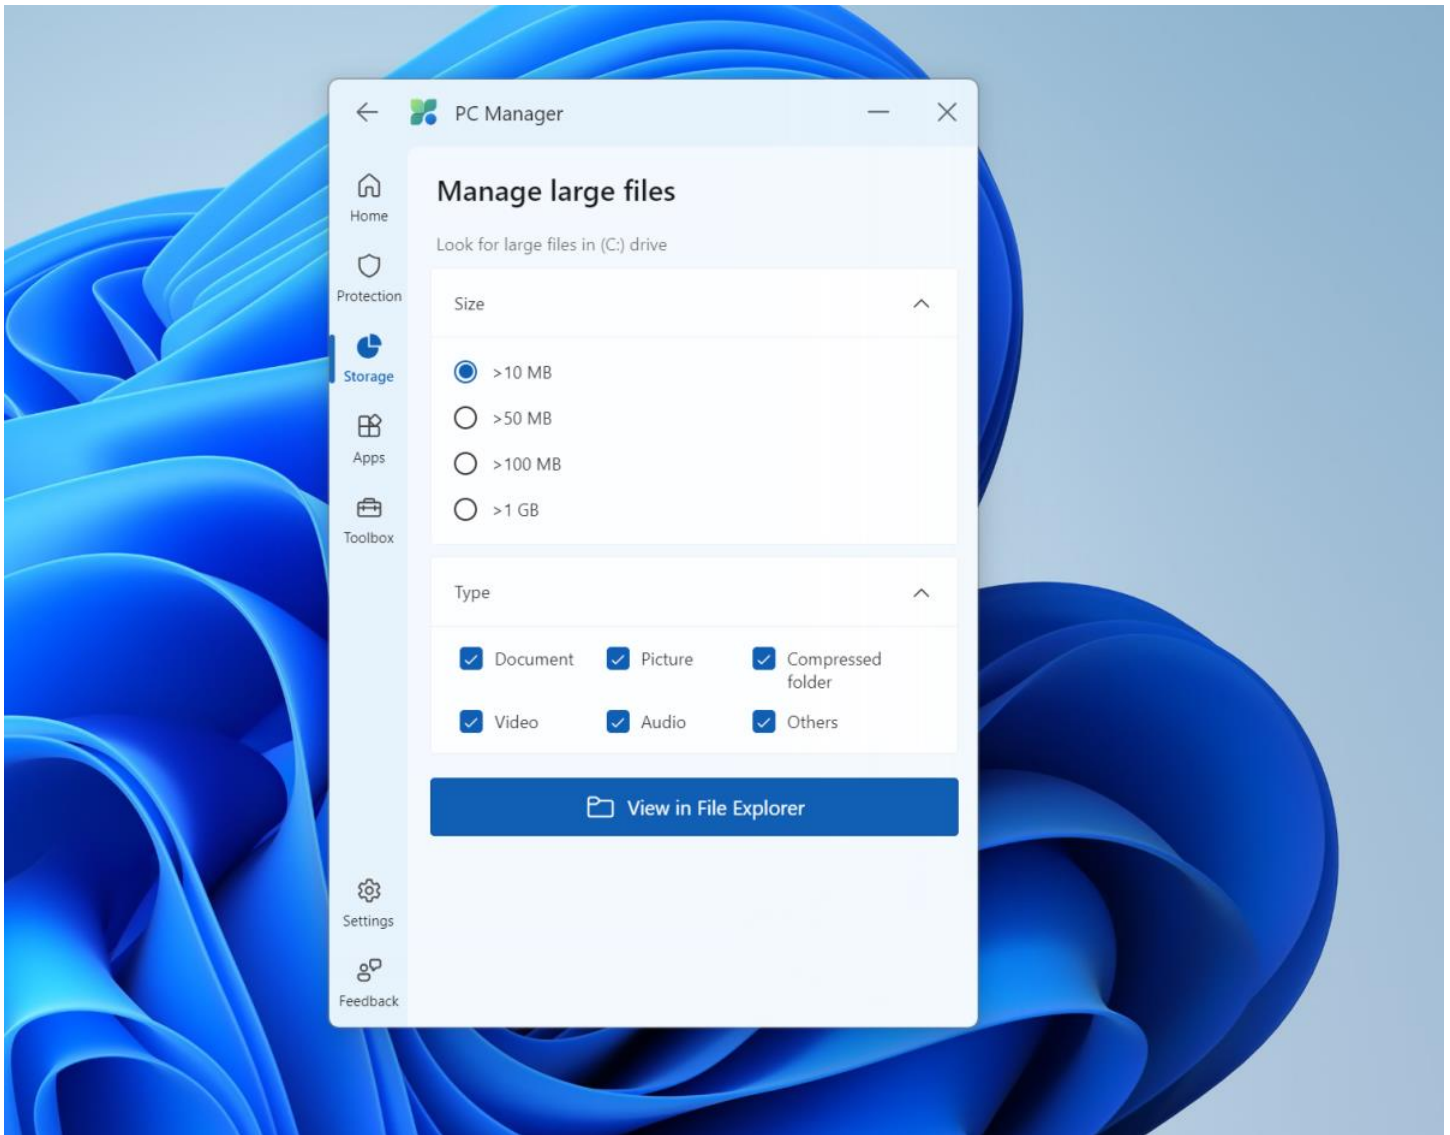 PC Manager
Home
Protection
Storage
Apps
Toolbox
Settings
Feedback
Manage large files
Look for large files in (C:) drive
Size
>10 MB
>50 MB
>100 MB
>1 GB
Type
Document
Picture
Compressed
folder
Video
Audio
Others
View in File Explorer